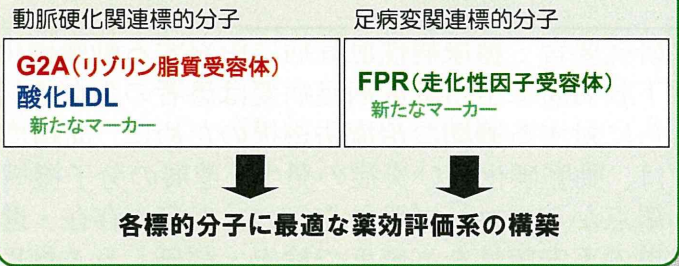 動脈硬化関連標的分子
足病変関連標的分子
G2A(リゾリン脂質受容体)
酸化LDL
新たなマーカー
FPR(走化性因子受容体)
新たなマーカー
各標的分子に最適な薬効評価系の構築